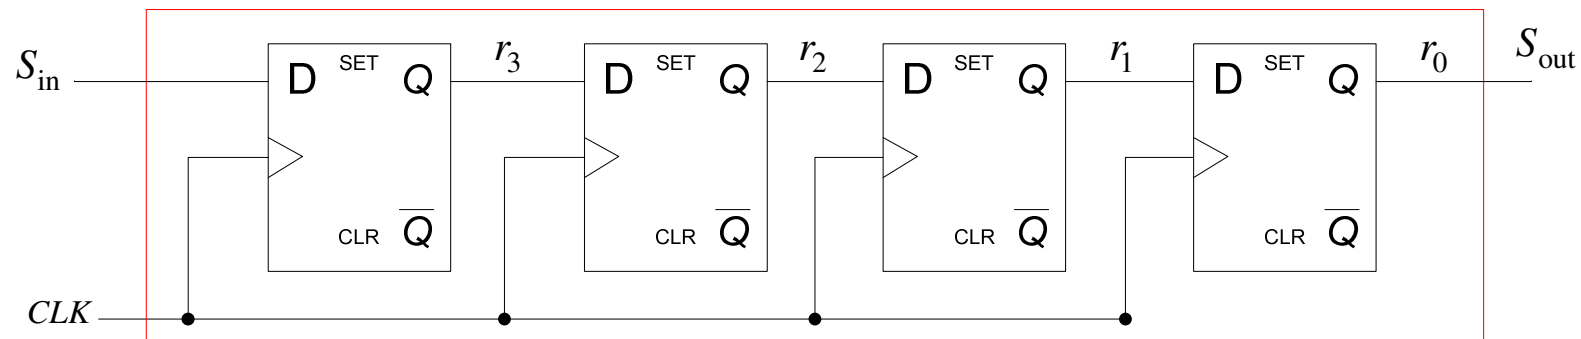 S_in D SET Q r_3 D SET Q r_2 D SET Q r_1 D SET Q r_0 S_out
CLR Q̅ CLR Q̅ CLR Q̅ CLR Q̅
CLK